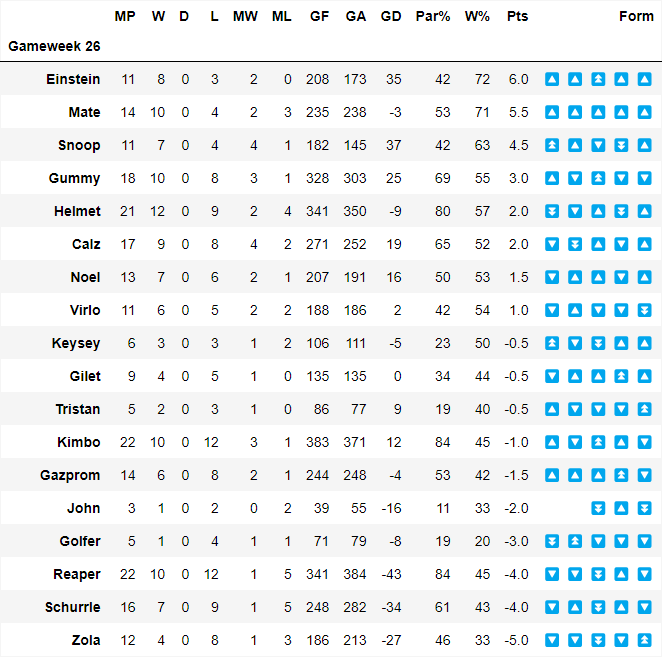 MP W D L MW ML GF GA GD Par% W% Pts Form
Gameweek 26
Einstein 11 8 0 3 2 0 208 173 35 42 72 6.0 🔼 🔼 ⏫ 🔼 🔼
Mate 14 10 0 4 2 3 235 238 -3 53 71 5.5 🔼 🔼 🔼 🔼 🔼
Snoop 11 7 0 4 4 1 182 145 37 42 63 4.5 ⏫ 🔼 🔽 ⏬ 🔼
Gummy 18 10 0 8 3 1 328 303 25 69 55 3.0 🔼 🔽 ⏫ 🔽 🔽
Helmet 21 12 0 9 2 4 341 350 -9 80 57 2.0 ⏬ 🔽 🔼 ⏬ 🔼
Calz 17 9 0 8 4 2 271 252 19 65 52 2.0 🔽 ⏬ 🔼 🔽 🔼
Noel 13 7 0 6 2 1 207 191 16 50 53 1.5 🔽 🔼 🔼 🔽 🔼
Virlo 11 6 0 5 2 2 188 186 2 42 54 1.0 🔽 🔼 🔽 🔽 ⏬
Keysey 6 3 0 3 1 2 106 111 -5 23 50 -0.5 ⏫ 🔽 ⏬ 🔼 🔼
Gilet 9 4 0 5 1 0 135 135 0 34 44 -0.5 🔽 🔼 🔼 ⏫ 🔼
Tristan 5 2 0 3 1 0 86 77 9 19 40 -0.5 🔼 🔽 🔽 🔽 ⏫
Kimbo 22 10 0 12 3 1 383 371 12 84 45 -1.0 🔼 🔽 ⏫ 🔼 🔽
Gazprom 14 6 0 8 2 1 244 248 -4 53 42 -1.5 🔼 🔼 🔼 ⏫ 🔽
John 3 1 0 2 0 2 39 55 -16 11 33 -2.0 ⏬ 🔼 ⏬
Golfer 5 1 0 4 1 1 71 79 -8 19 20 -3.0 ⏬ ⏫ 🔽 🔽 🔽
Reaper 22 10 0 12 1 5 341 384 -43 84 45 -4.0 🔽 🔽 ⏬ 🔼 🔽
Schurrle 16 7 0 9 1 5 248 282 -34 61 43 -4.0 🔽 🔼 ⏬ 🔼 🔽
Zola 12 4 0 8 1 3 186 213 -27 46 33 -5.0 🔽 🔽 ⏬ 🔽 ⏫